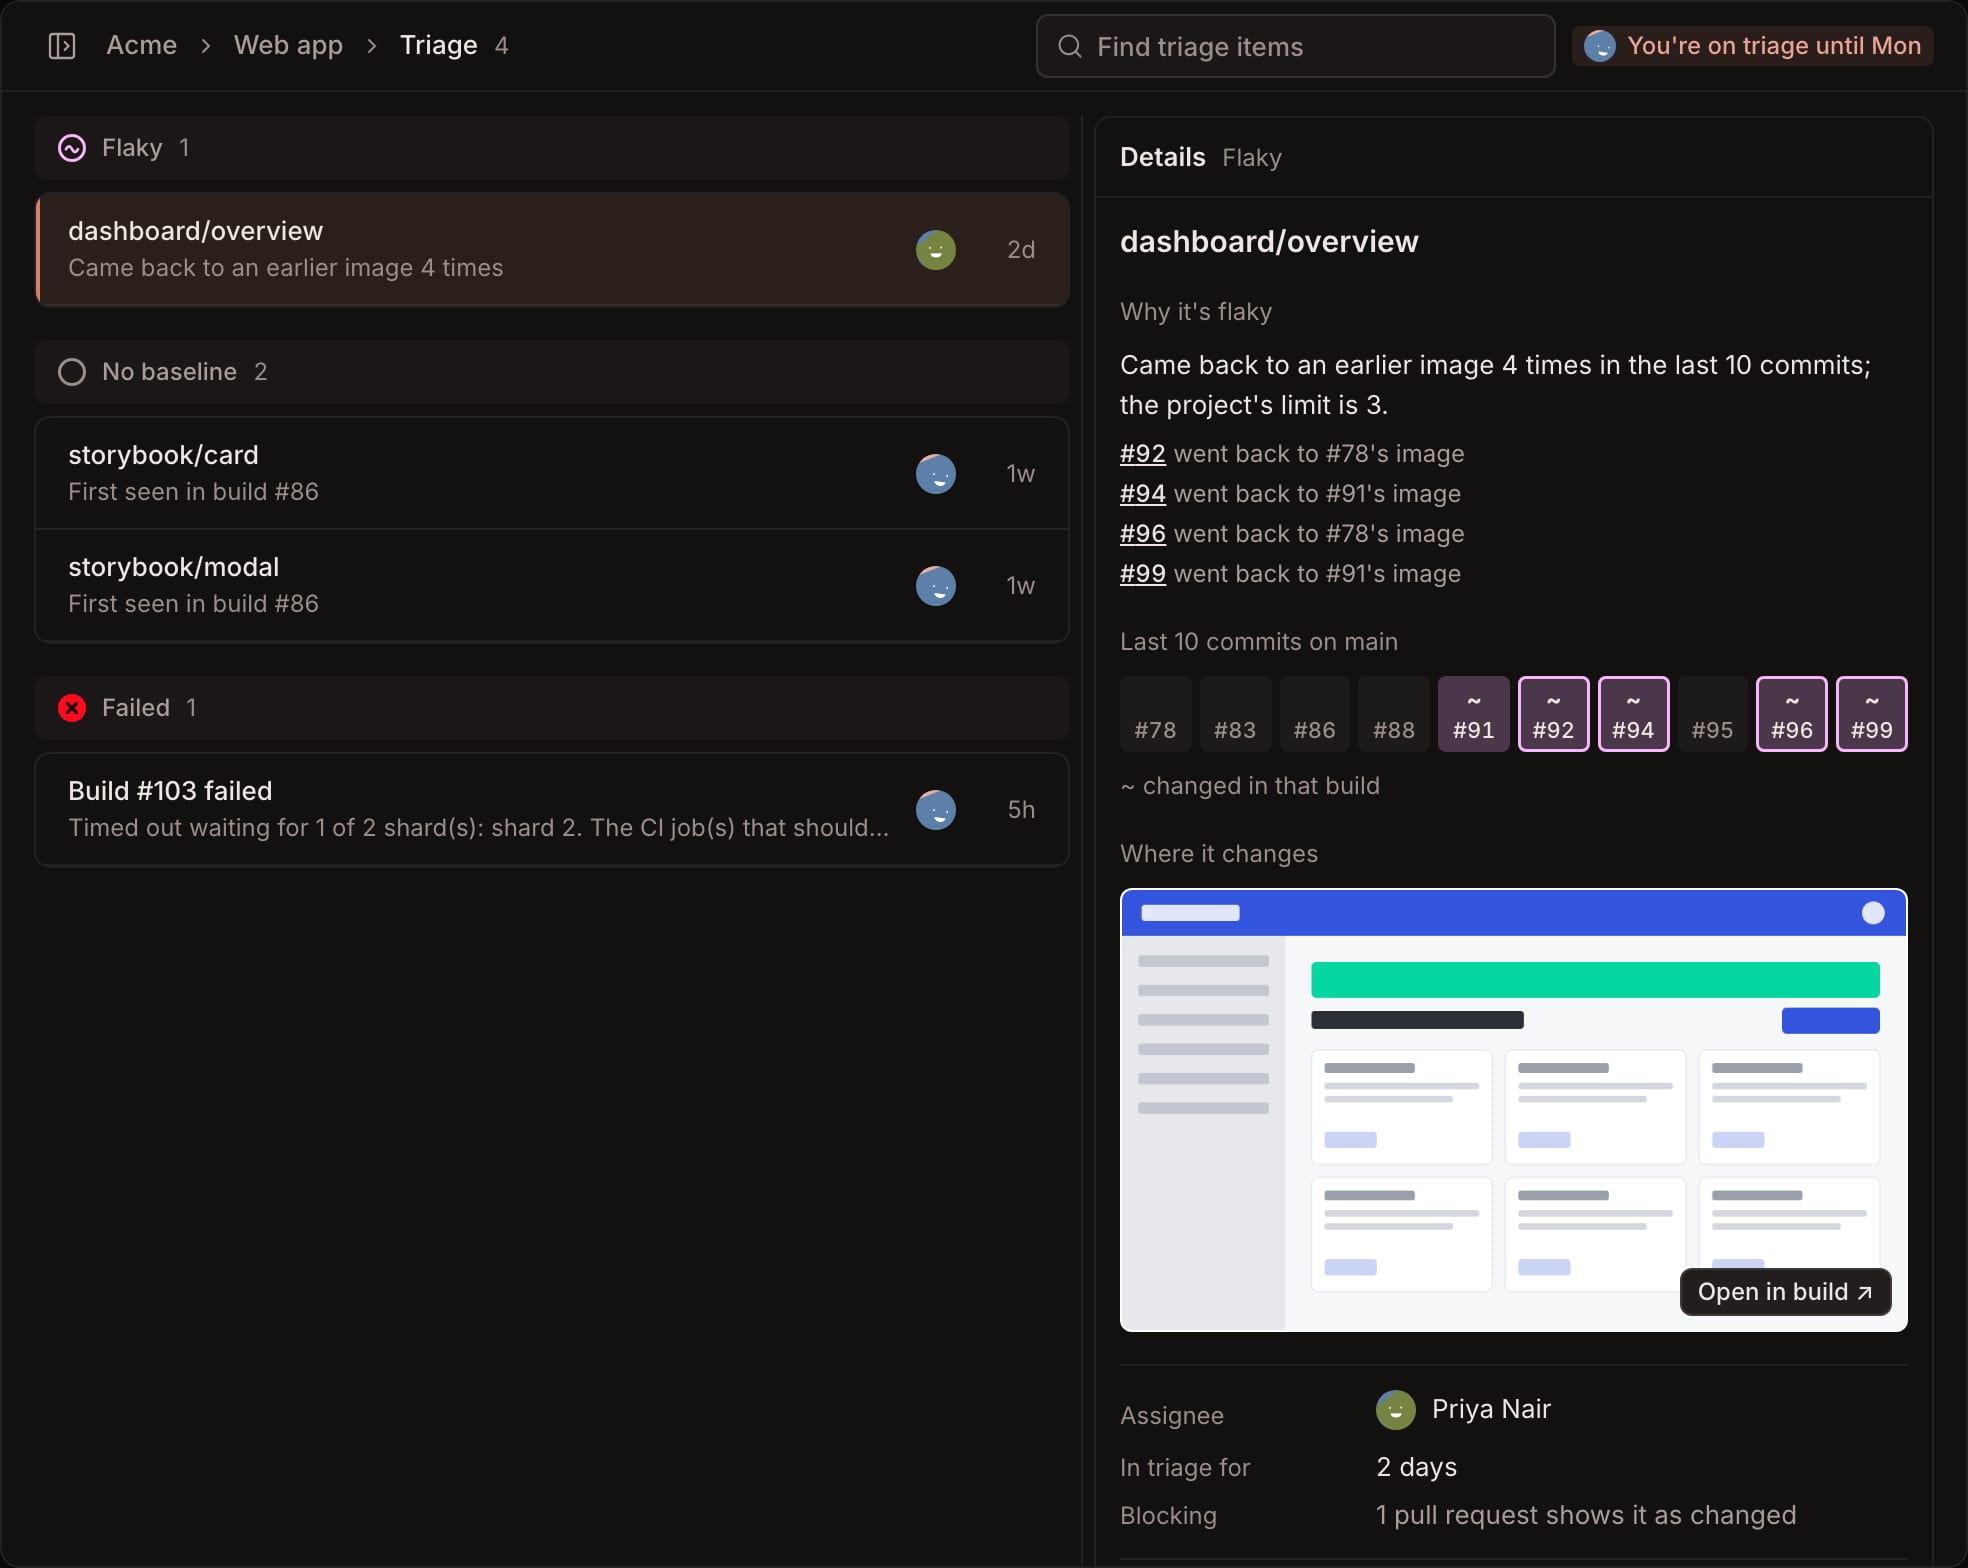 Acme > Web app > Triage 4
Find triage items
You're on triage until Mon
Flaky 1
dashboard/overview
Came back to an earlier image 4 times
2d
No baseline 2
storybook/card
First seen in build #86
1w
storybook/modal
First seen in build #86
1w
Failed 1
Build #103 failed
Timed out waiting for 1 of 2 shard(s): shard 2. The CI job(s) that should...
5h
Details Flaky
dashboard/overview
Why it's flaky
Came back to an earlier image 4 times in the last 10 commits;
the project's limit is 3.
#92 went back to #78's image
#94 went back to #91's image
#96 went back to #78's image
#99 went back to #91's image
Last 10 commits on main
~ ~ ~ ~ ~
#78 #83 #86 #88 #91 #92 #94 #95 #96 #99
~ changed in that build
Where it changes
Open in build ↗
Assignee Priya Nair
In triage for 2 days
Blocking 1 pull request shows it as changed